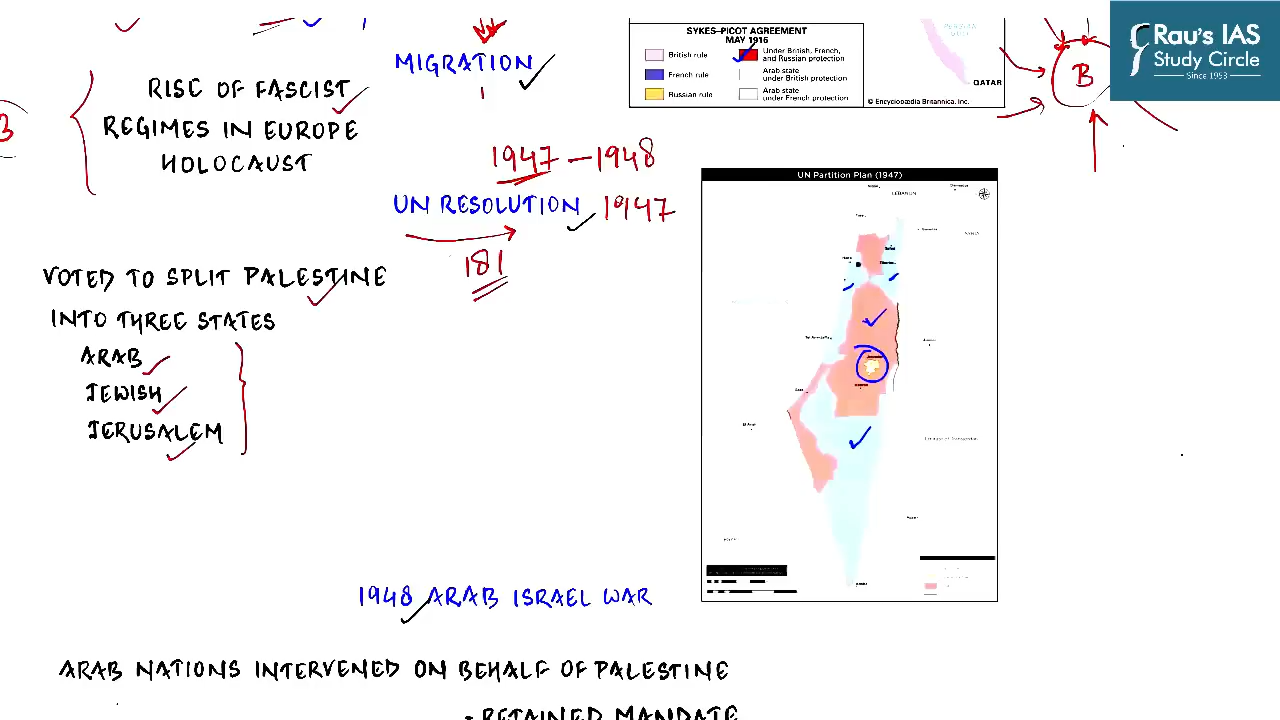 Rau's IAS
Study Circle
Since 1953
SYKES-PICOT AGREEMENT
MAY 1916
British rule
French rule
Russian rule
Under British, French,
and Russian protection
Arab state
under British protection
Arab state
under French protection
© Encyclopædia Britannica, Inc.
QATAR
B
MIGRATION
3
RISE OF FASCIST
REGIMES IN EUROPE
HOLOCAUST
1947 – 1948
UN RESOLUTION 1947
181
VOTED TO SPLIT PALESTINE
INTO THREE STATES
ARAB
JEWISH
JERUSALEM
UN Partition Plan (1947)
LEBANON
1948 ARAB ISRAEL WAR
ARAB NATIONS INTERVENED ON BEHALF OF PALESTINE
- RETAINED MANDATE